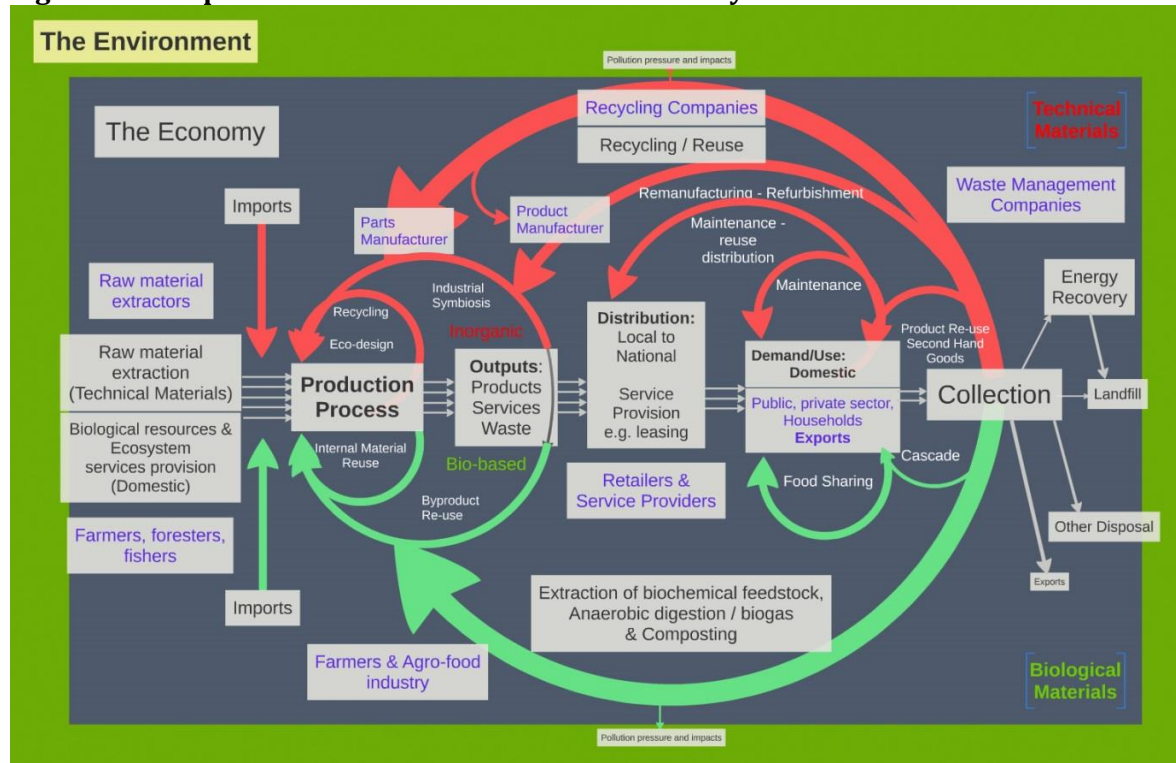 The Environment
Pollution pressure and impacts
The Economy
Recycling Companies
Recycling / Reuse
Technical
Materials
Imports
Remanufacturing - Refurbishment
Waste Management
Companies
Parts
Manufacturer
Product
Manufacturer
Maintenance -
reuse
distribution
Raw material
extractors
Industrial
Symbiosis
Maintenance
Energy
Recovery
Recycling
Eco-design
Inorganic
Distribution:
Local to
National
Service
Provision
e.g. leasing
Product Re-use
Second Hand
Goods
Raw material
extraction
(Technical Materials)
Biological resources &
Ecosystem
services provision
(Domestic)
Production
Process
Outputs:
Products
Services
Waste
Demand/Use:
Domestic
Public, private sector,
Households
Exports
Collection
Landfill
Internal Material
Reuse
Bio-based
Retailers &
Service Providers
Cascade
Food Sharing
Byproduct
Re-use
Farmers, foresters,
fishers
Other Disposal
Exports
Imports
Extraction of biochemical feedstock,
Anaerobic digestion / biogas
& Composting
Farmers & Agro-food
industry
Biological
Materials
Pollution pressure and impacts